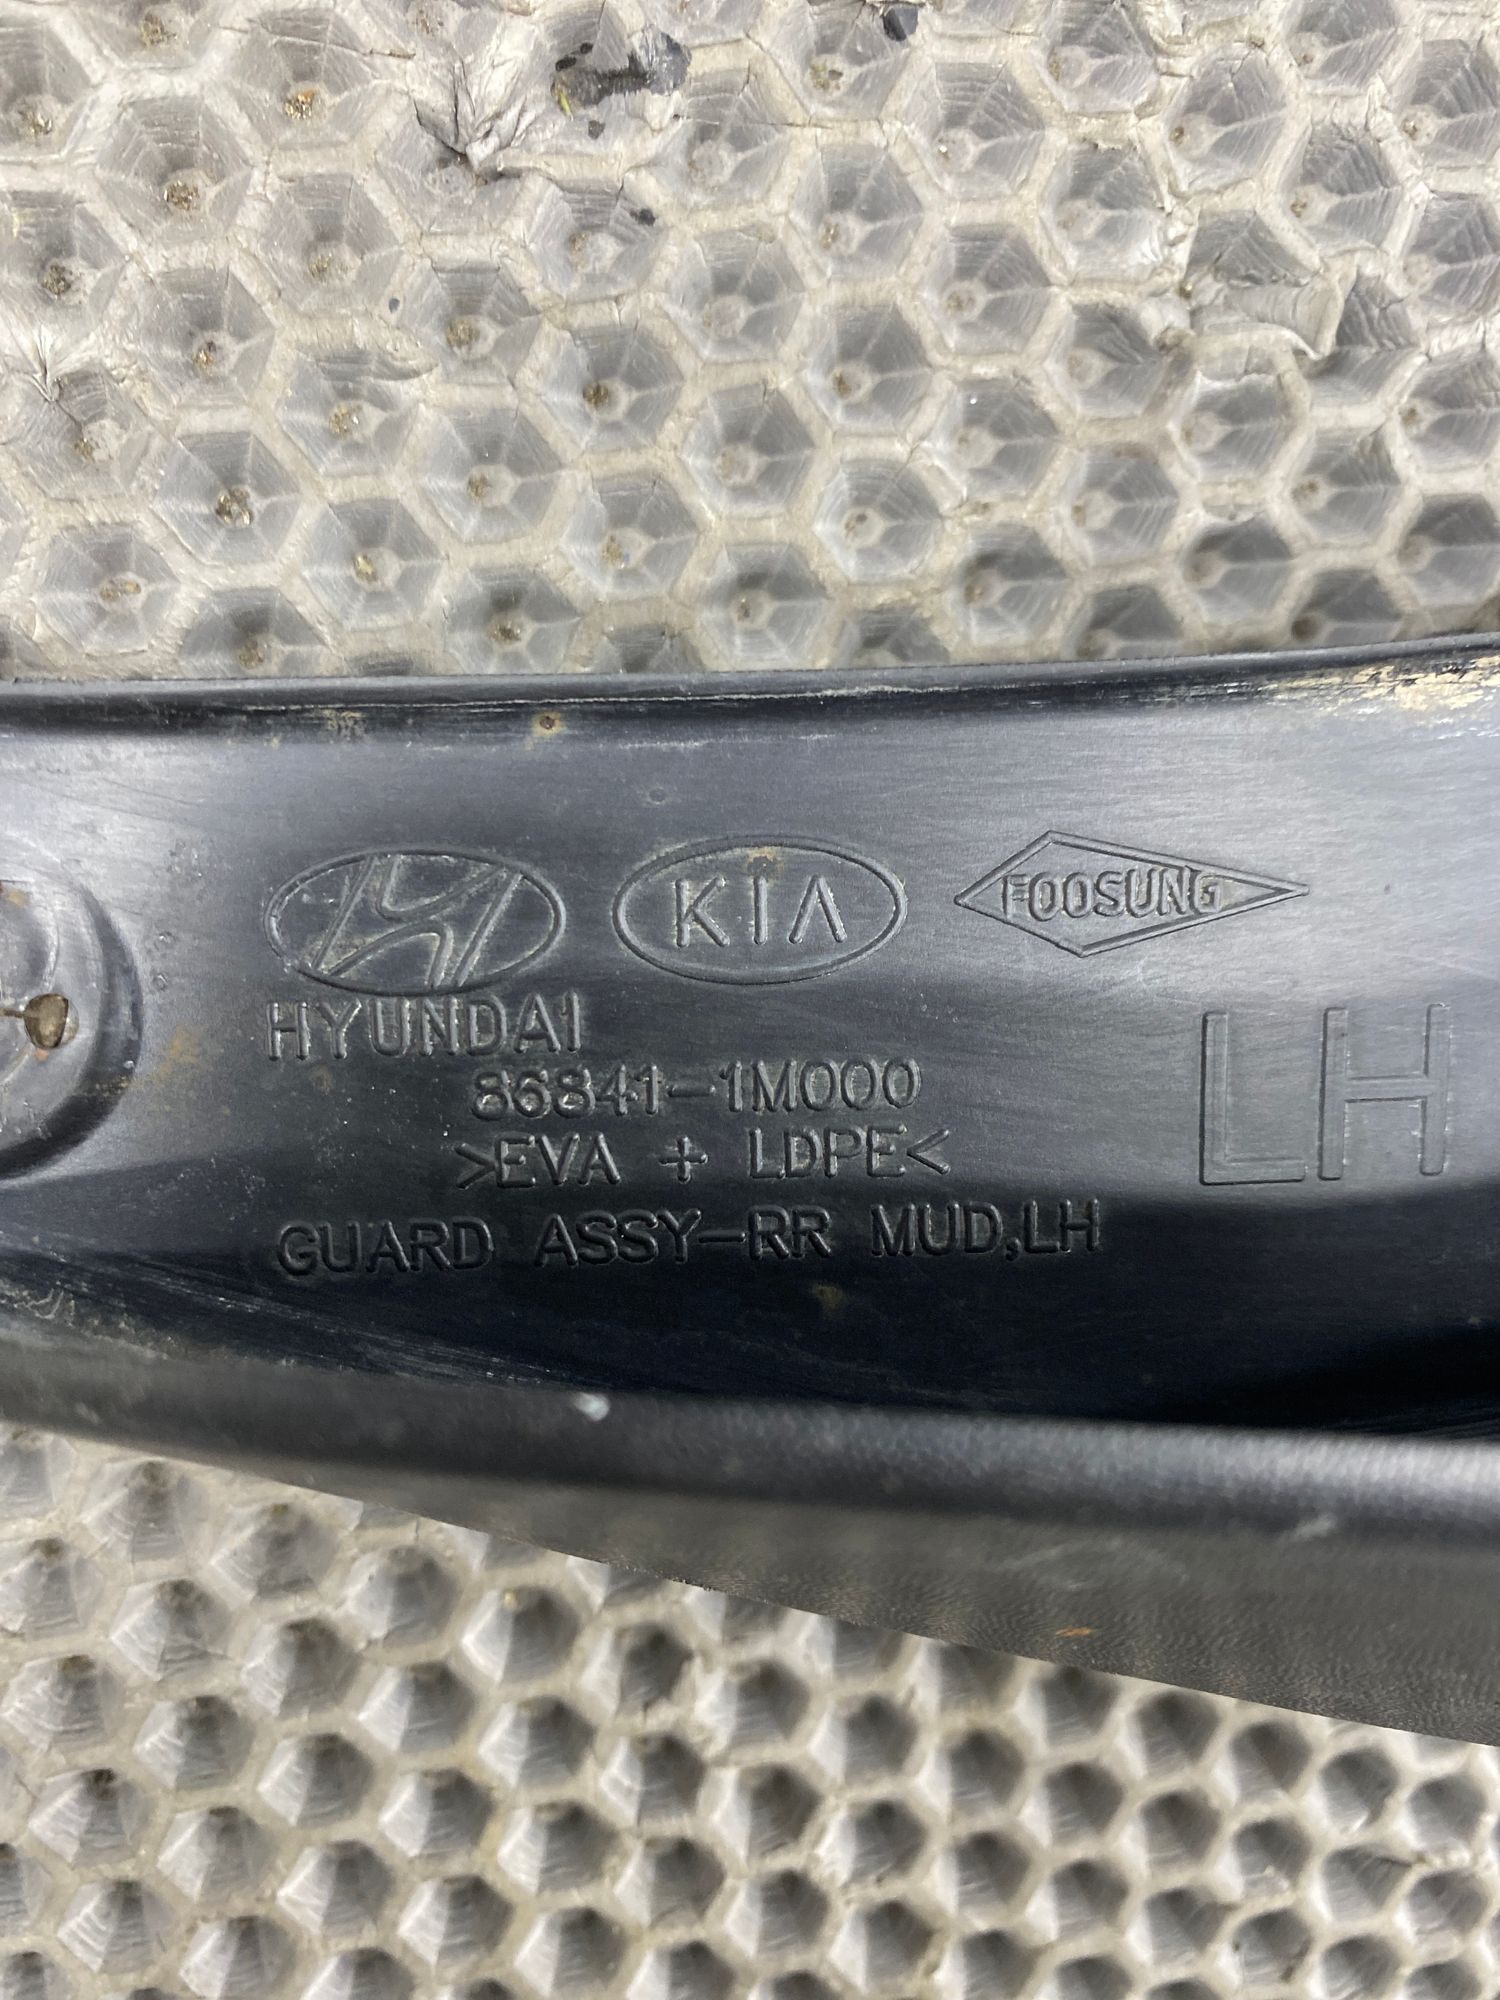 KIA FOOSUNG
HYUNDAI
86841-1M000
>EVA + LDPE<
GUARD ASSY-RR MUD,LH
LH